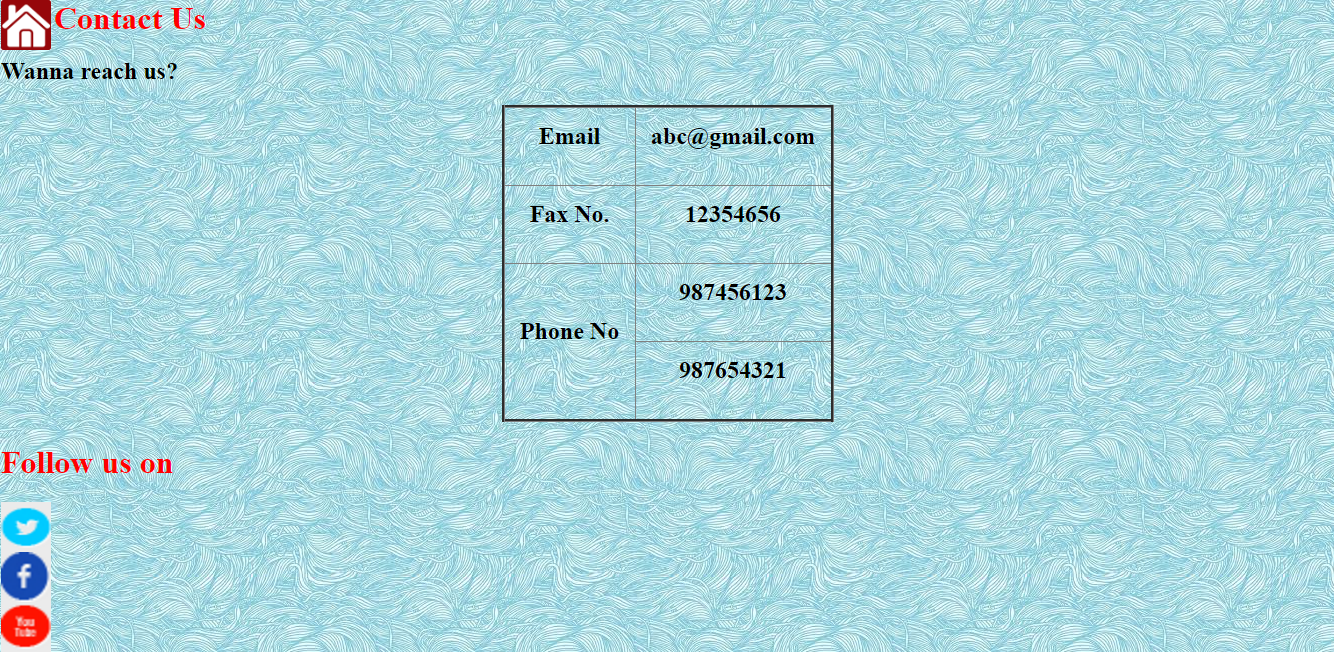 Contact Us
Wanna reach us?
Email abc@gmail.com
Fax No. 12354656
987456123
Phone No
987654321
Follow us on
f
You
Tube